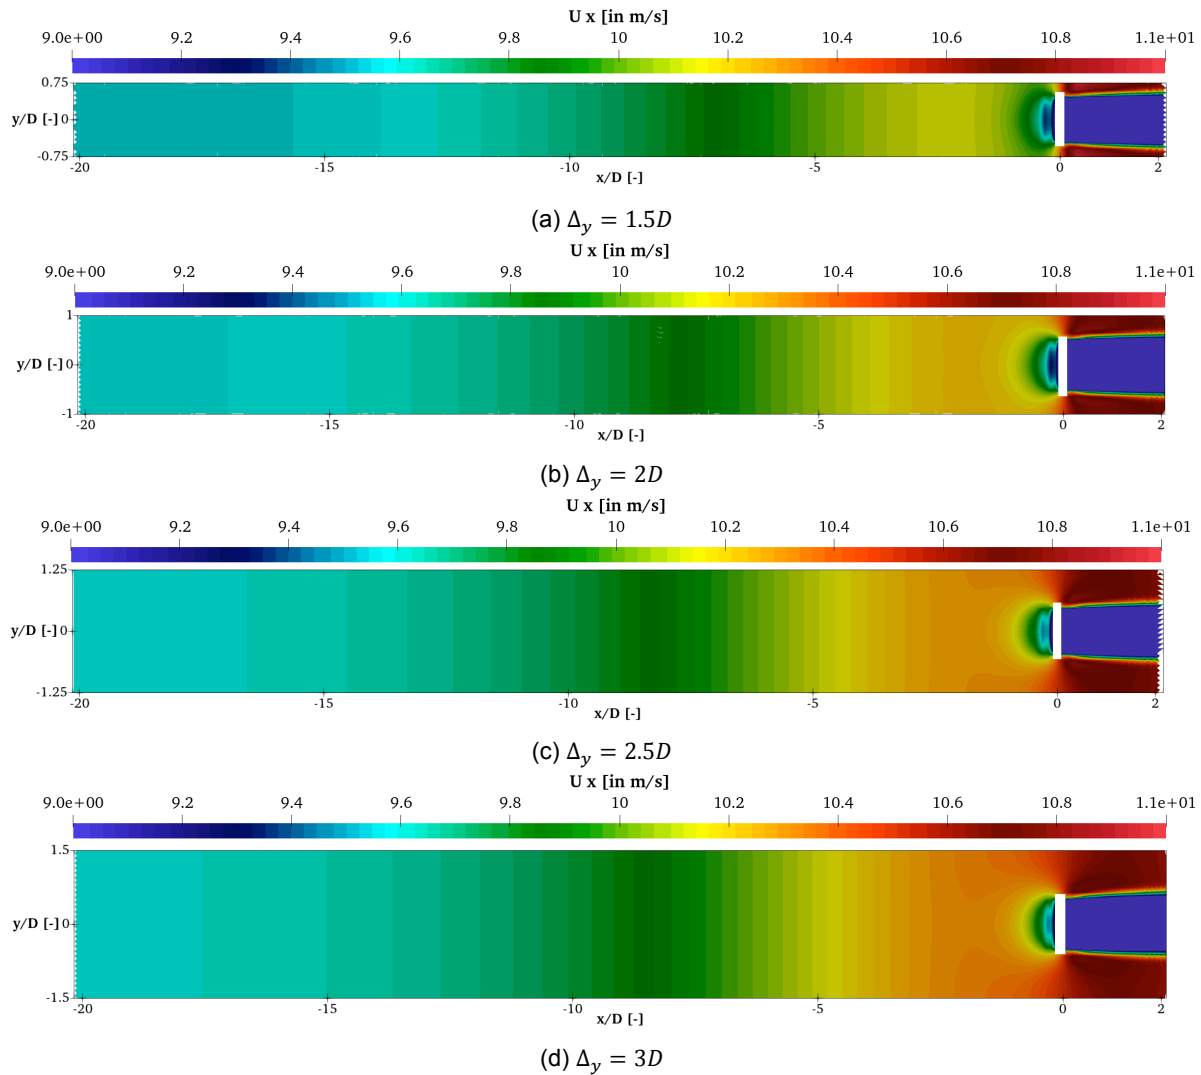 U x [in m/s]
9.0e+00 9.2 9.4 9.6 9.8 10 10.2 10.4 10.6 10.8 1.1e+01
0.75
y/D [-] 0
-0.75
-20 -15 -10 -5 0 2
x/D [-]
(a) Δy = 1.5D
U x [in m/s]
9.0e+00 9.2 9.4 9.6 9.8 10 10.2 10.4 10.6 10.8 1.1e+01
1
y/D [-] 0
-1
-20 -15 -10 -5 0 2
x/D [-]
(b) Δy = 2D
U x [in m/s]
9.0e+00 9.2 9.4 9.6 9.8 10 10.2 10.4 10.6 10.8 1.1e+01
1.25
y/D [-] 0
-1.25
-20 -15 -10 -5 0 2
x/D [-]
(c) Δy = 2.5D
U x [in m/s]
9.0e+00 9.2 9.4 9.6 9.8 10 10.2 10.4 10.6 10.8 1.1e+01
1.5
y/D [-] 0
-1.5
-20 -15 -10 -5 0 2
x/D [-]
(d) Δy = 3D